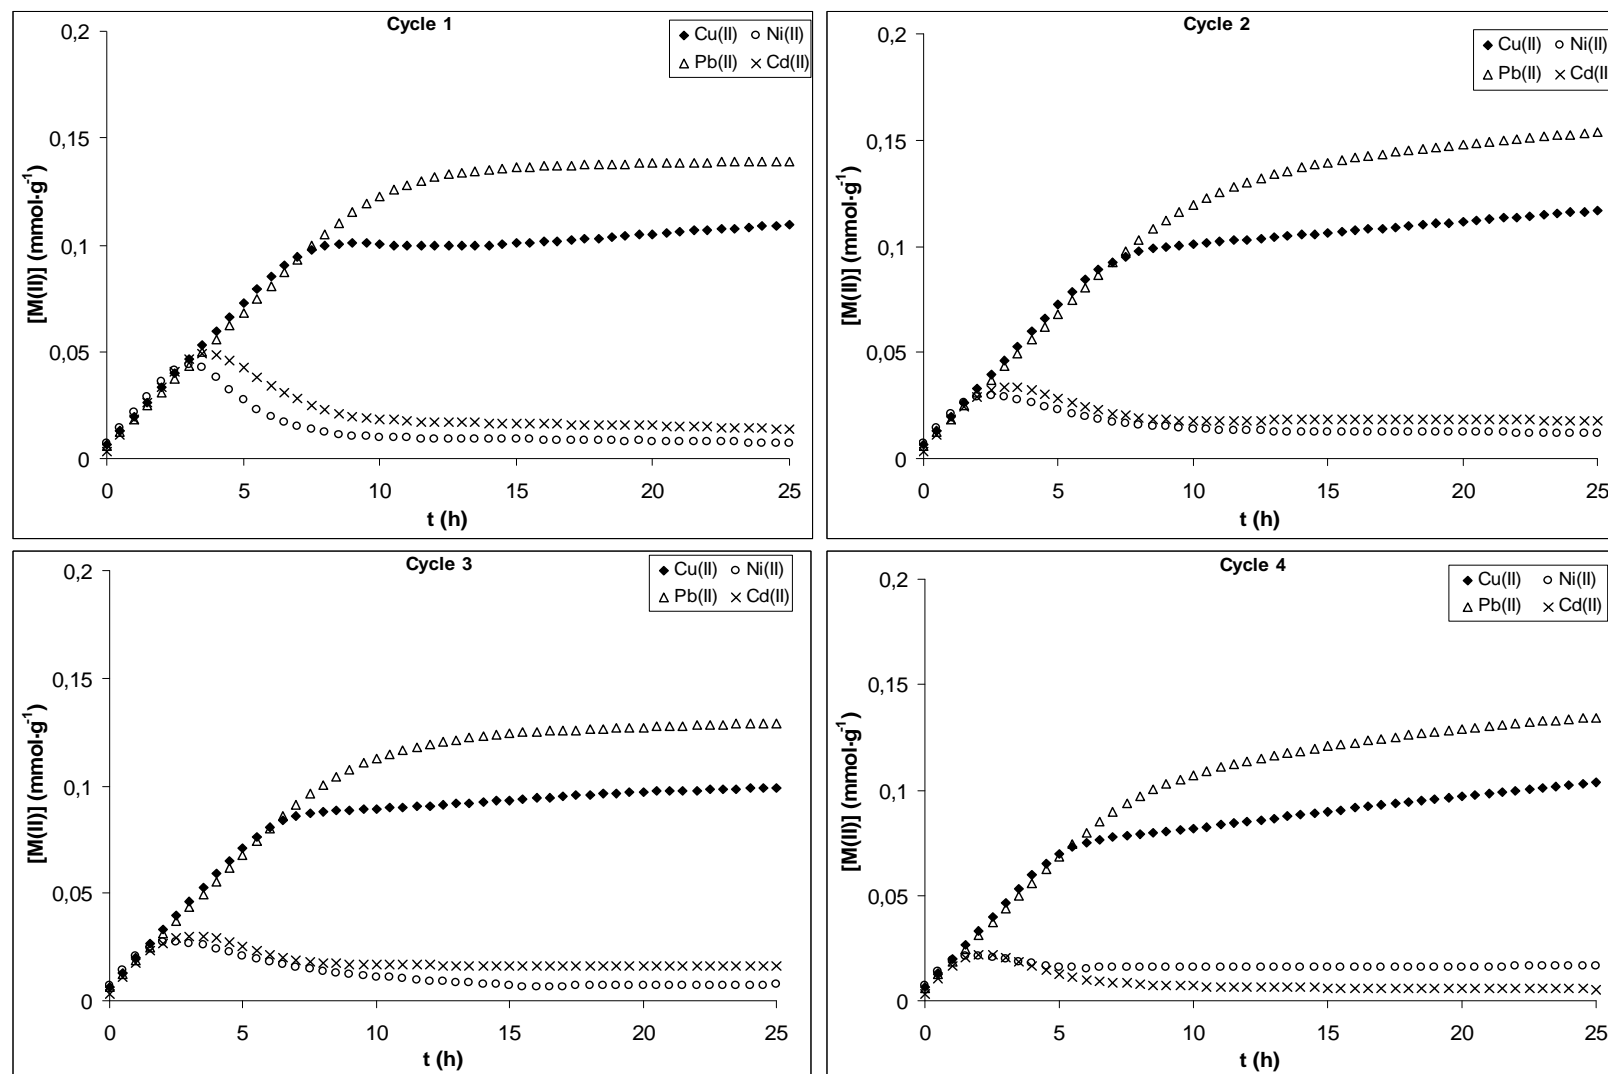 Cycle 1
◆ Cu(II) ○ Ni(II)
△ Pb(II) × Cd(II)
[M(II)] (mmol·g⁻¹)
0,2
0,15
0,1
0,05
0
0 5 10 15 20 25
t (h)
Cycle 2
◆ Cu(II) ○ Ni(II)
△ Pb(II) × Cd(II
[M(II)] (mmol·g⁻¹)
0,2
0,15
0,1
0,05
0
0 5 10 15 20 25
t (h)
Cycle 3
◆ Cu(II) ○ Ni(II)
△ Pb(II) × Cd(II)
[M(II)] (mmol·g⁻¹)
0,2
0,15
0,1
0,05
0
0 5 10 15 20 25
t (h)
Cycle 4
◆ Cu(II) ○ Ni(II)
△ Pb(II) × Cd(II)
[M(II)] (mmol·g⁻¹)
0,2
0,15
0,1
0,05
0
0 5 10 15 20 25
t (h)